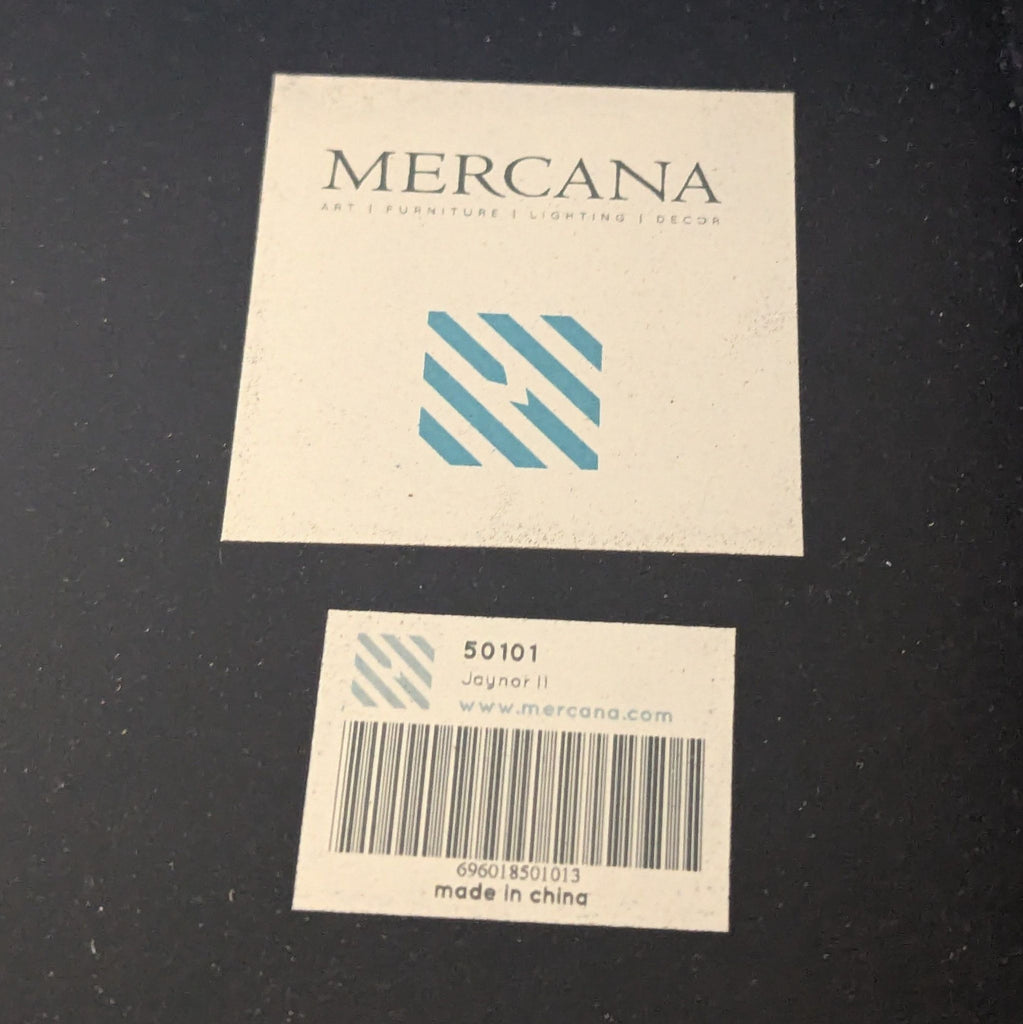 MERCANA
ART | FURNITURE | LIGHTING | DECOR
50101
Jaynor II
www.mercana.com
696018501013
made in china